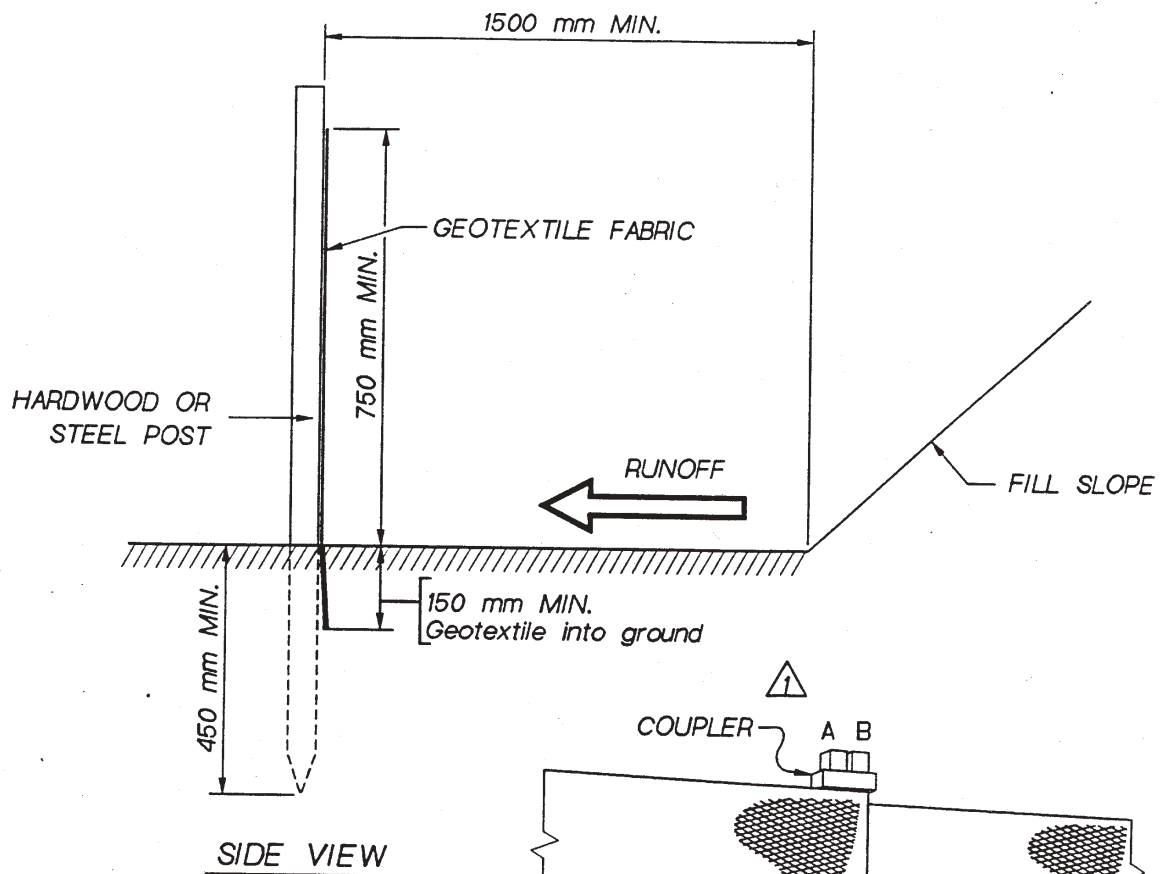 1500 mm MIN.
GEOTEXTILE FABRIC
750 mm MIN.
HARDWOOD OR
STEEL POST
RUNOFF
FILL SLOPE
450 mm MIN.
150 mm MIN.
Geotextile into ground
1
COUPLER
A B
SIDE VIEW